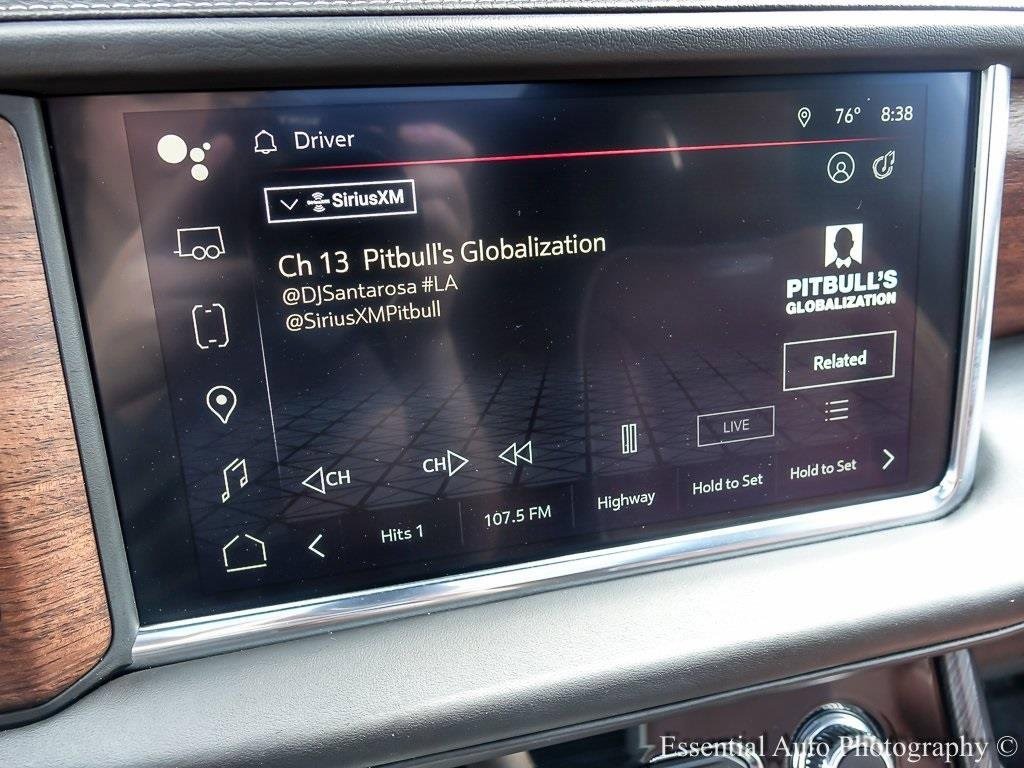 Driver
76° 8:38
SiriusXM
Ch 13 Pitbull's Globalization
@DJSantarosa #LA
@SiriusXMPitbull
PITBULL'S
GLOBALIZATION
Related
LIVE
CH
CH
Hits 1
107.5 FM
Highway
Hold to Set
Hold to Set
Essential Auto Photography ©